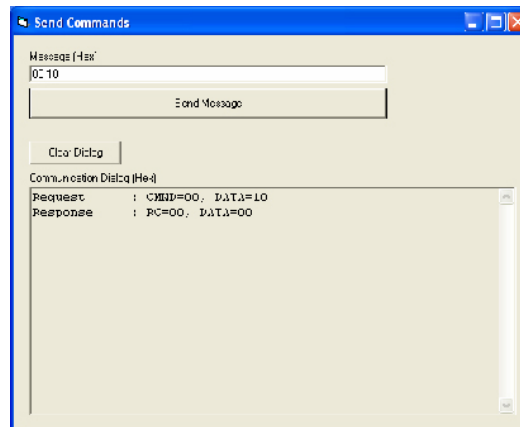 Send Commands
Message (Hex)
00 10
Send Message
Clear Dialog
Communication Dialog (Hex)
Request : CMND=00, DATA=10
Response : RC=00, DATA=00